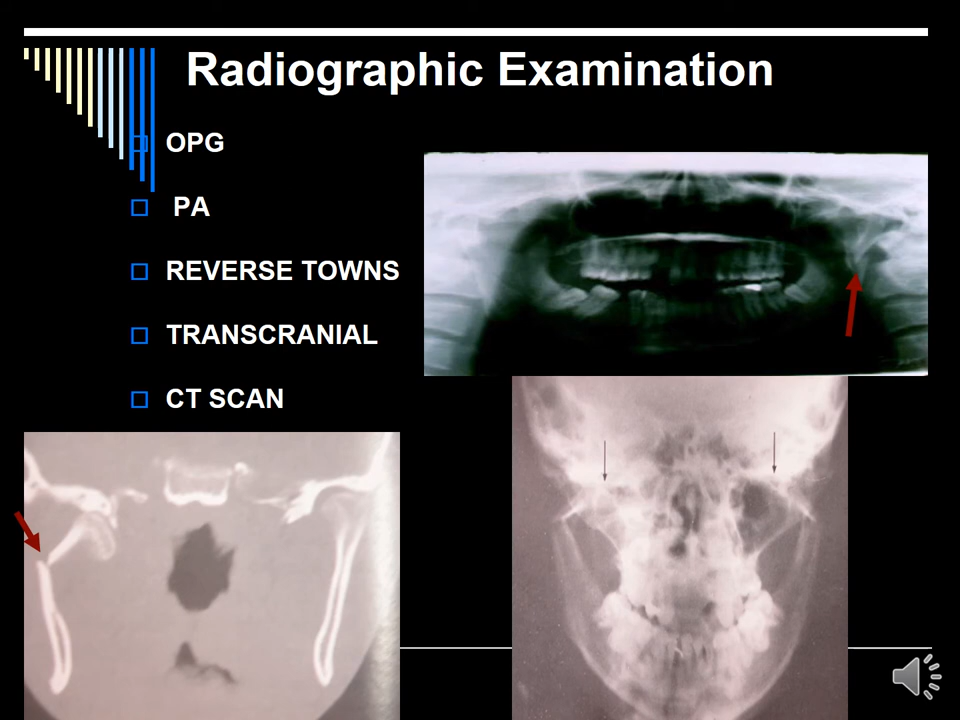 Radiographic Examination
OPG
PA
REVERSE TOWNS
TRANSCRANIAL
CT SCAN